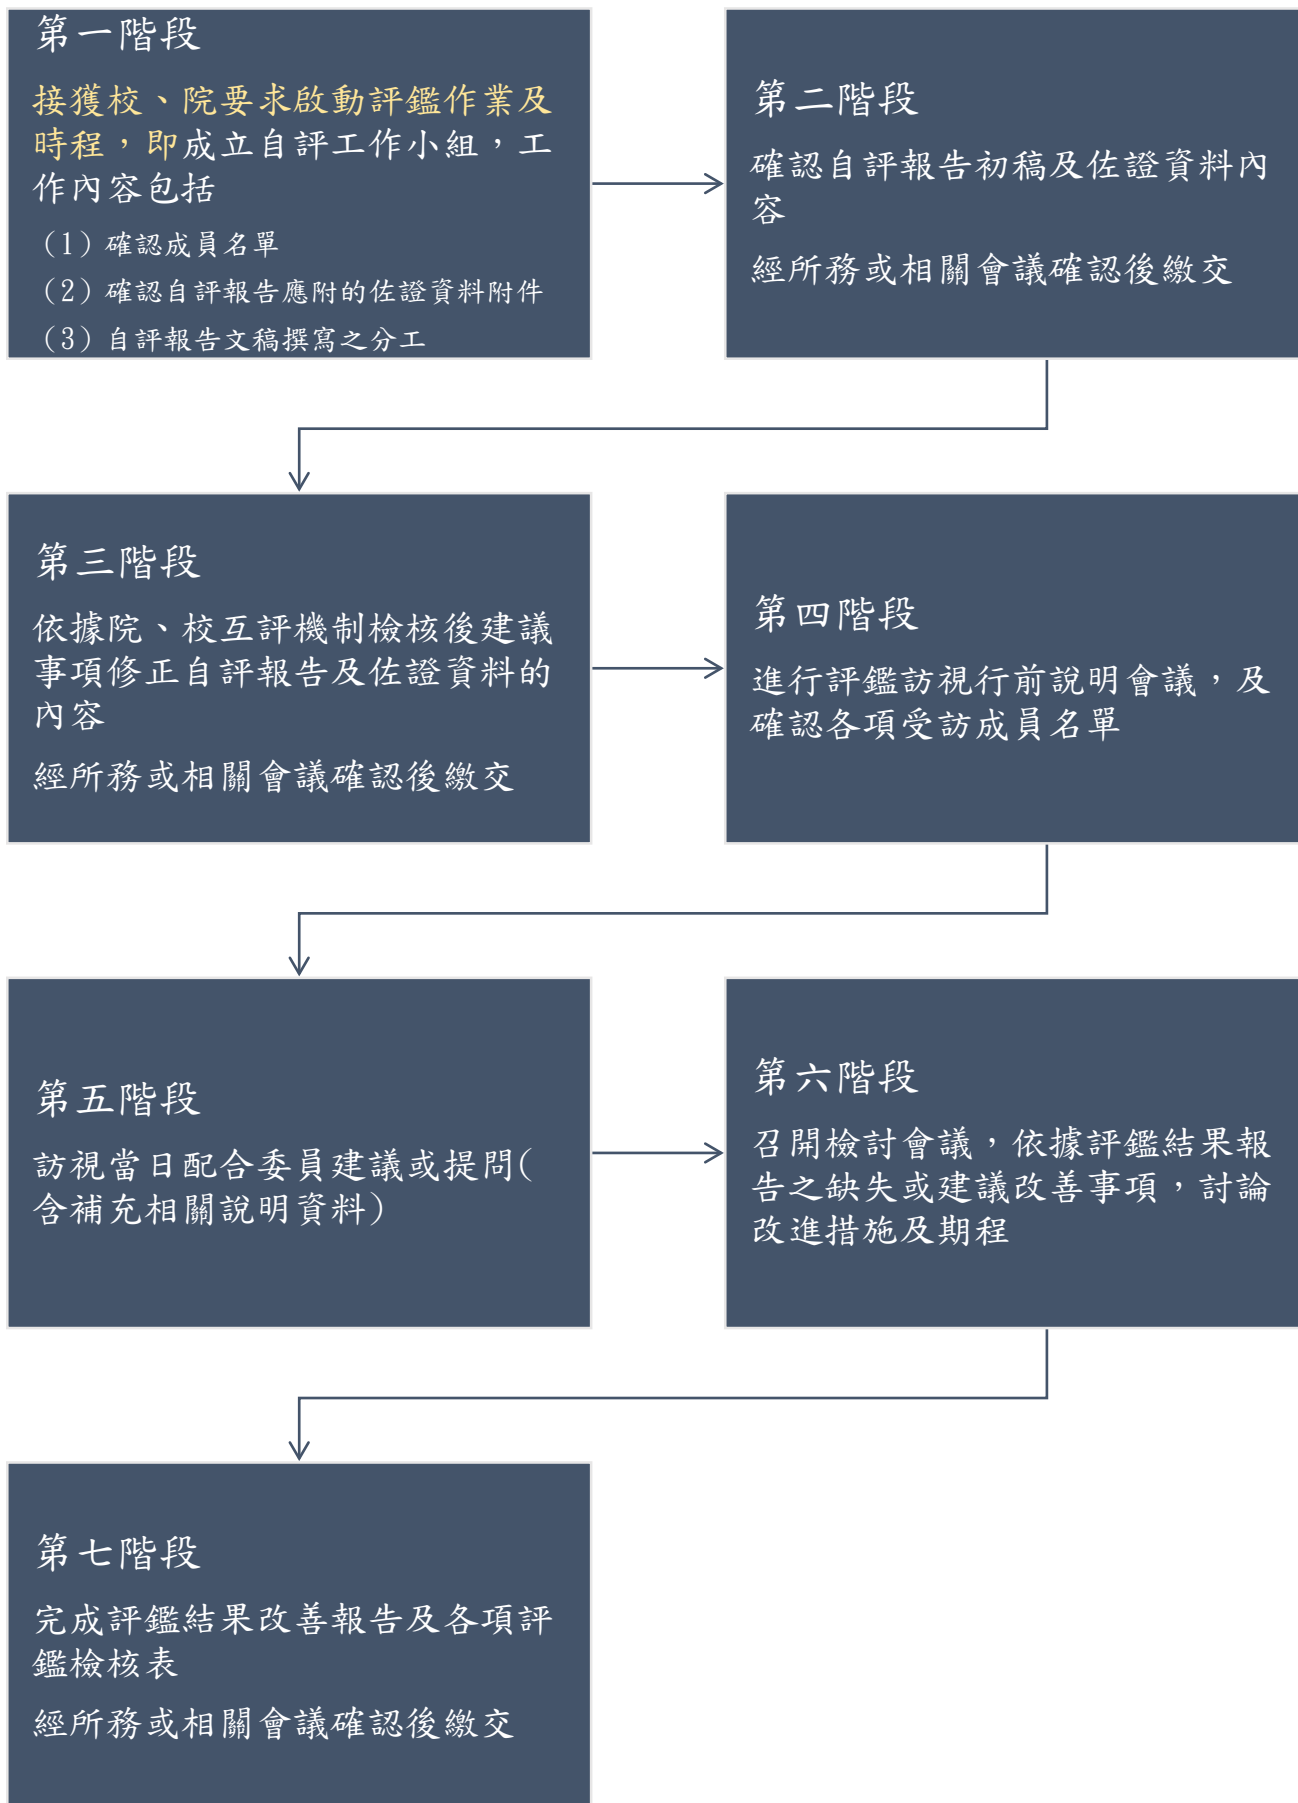 第一階段
接獲校、院要求啟動評鑑作業及
時程，即成立自評工作小組，工
作內容包括
（1）確認成員名單
（2）確認自評報告應附的佐證資料附件
（3）自評報告文稿撰寫之分工
第二階段
確認自評報告初稿及佐證資料內
容
經所務或相關會議確認後繳交
第三階段
依據院、校互評機制檢核後建議
事項修正自評報告及佐證資料的
內容
經所務或相關會議確認後繳交
第四階段
進行評鑑訪視行前說明會議，及
確認各項受訪成員名單
第五階段
訪視當日配合委員建議或提問(
含補充相關說明資料)
第六階段
召開檢討會議，依據評鑑結果報
告之缺失或建議改善事項，討論
改進措施及期程
第七階段
完成評鑑結果改善報告及各項評
鑑檢核表
經所務或相關會議確認後繳交